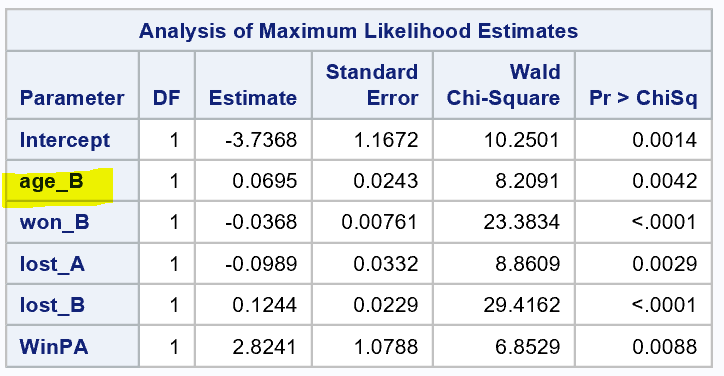 Analysis of Maximum Likelihood Estimates
Parameter DF Estimate Standard Error Wald Chi-Square Pr > ChiSq
Intercept 1 -3.7368 1.1672 10.2501 0.0014
age_B 1 0.0695 0.0243 8.2091 0.0042
won_B 1 -0.0368 0.00761 23.3834 <.0001
lost_A 1 -0.0989 0.0332 8.8609 0.0029
lost_B 1 0.1244 0.0229 29.4162 <.0001
WinPA 1 2.8241 1.0788 6.8529 0.0088